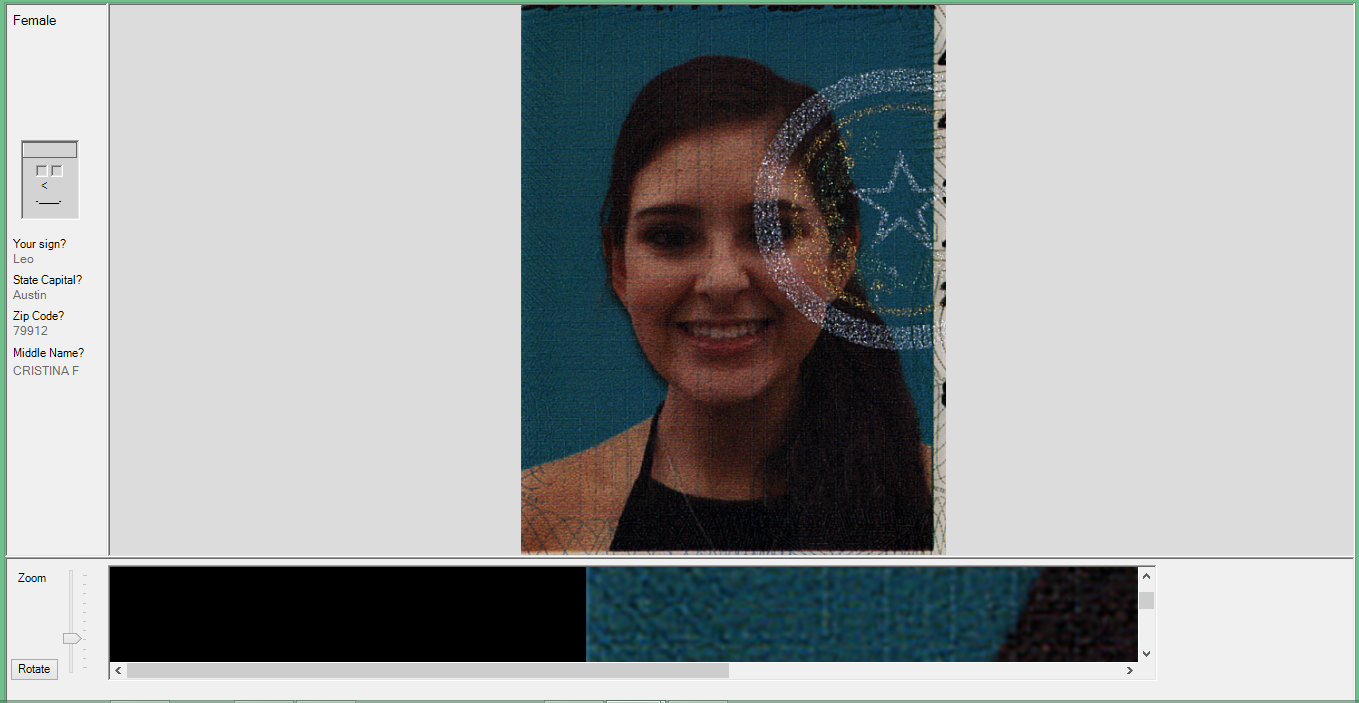 Female
<
Your sign?
Leo
State Capital?
Austin
Zip Code?
79912
Middle Name?
CRISTINA F
Zoom
Rotate